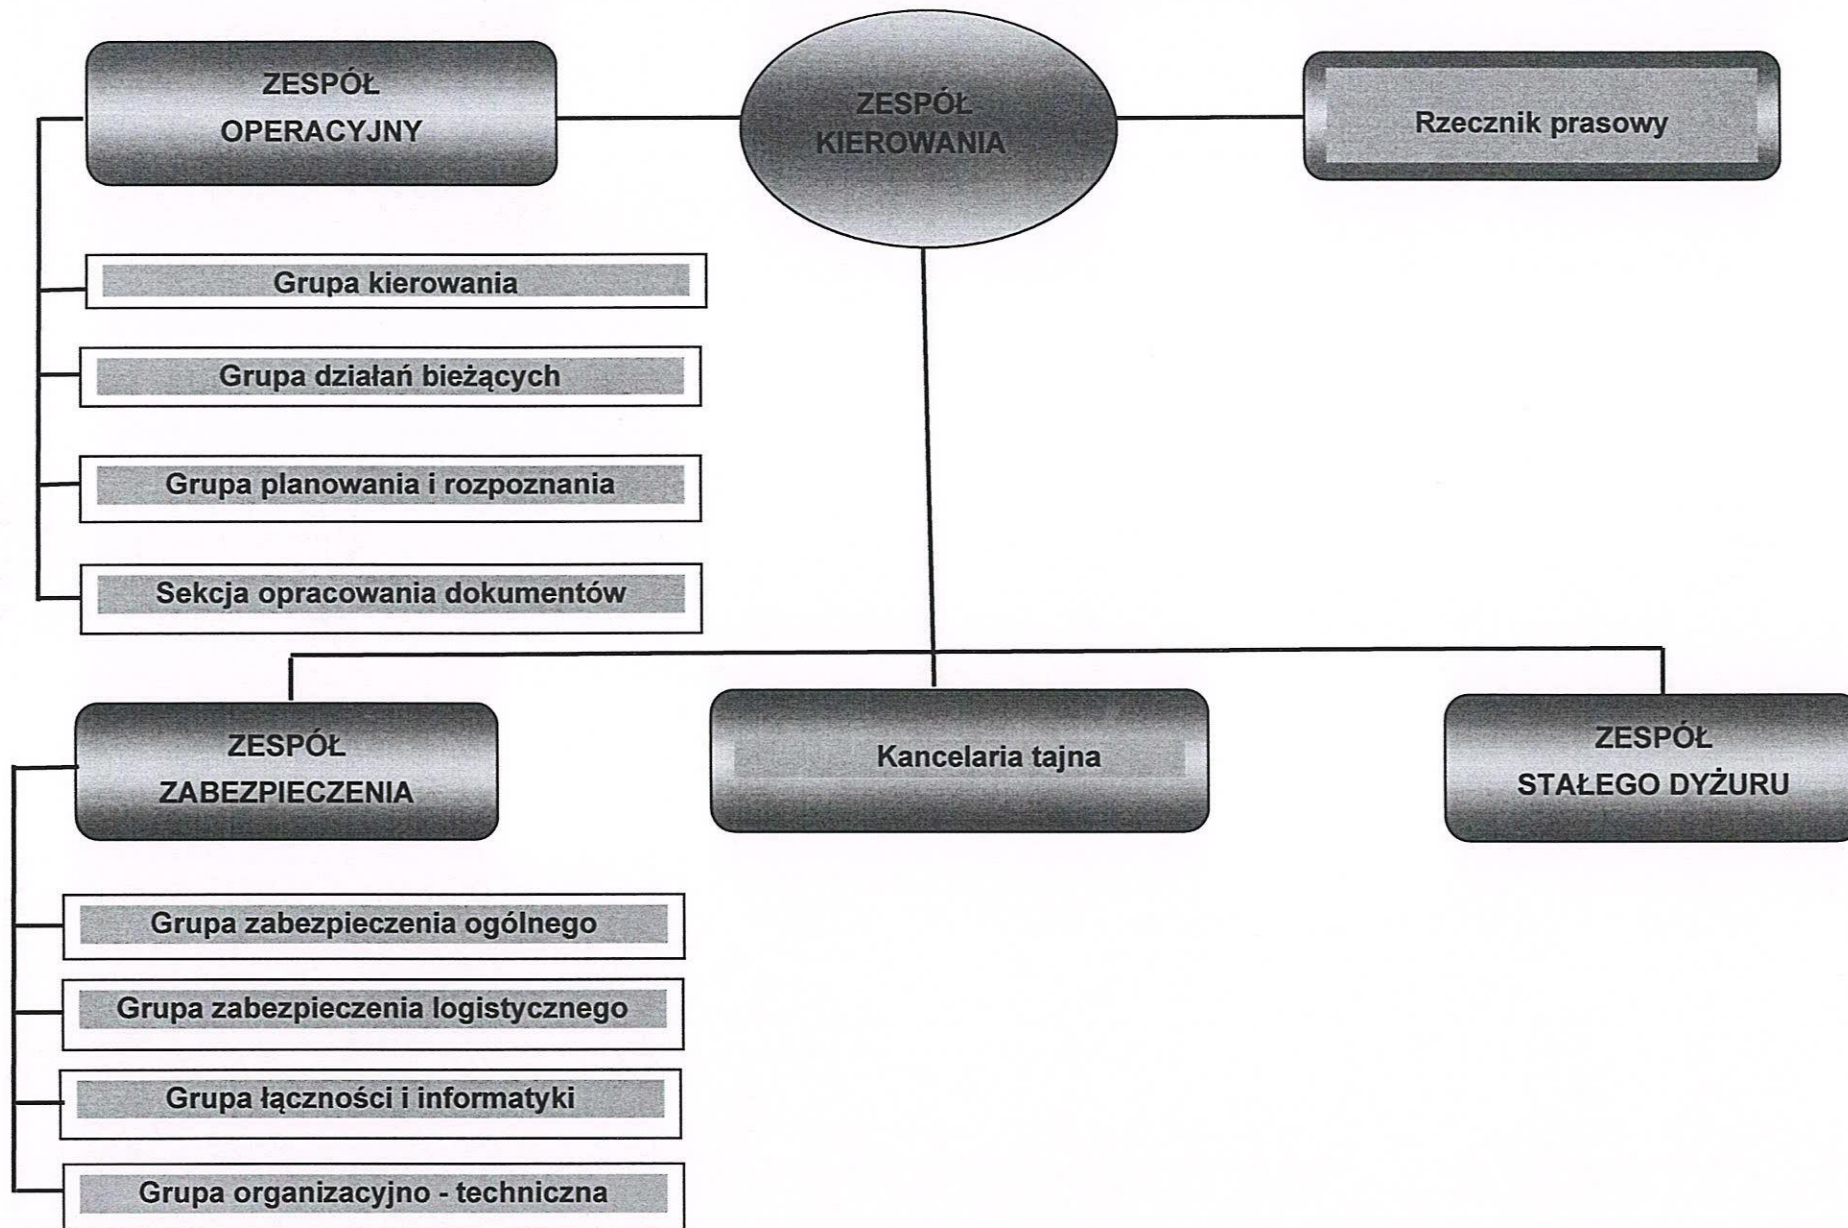 ZESPÓŁ
OPERACYJNY
ZESPÓŁ
KIEROWANIA
Rzecznik prasowy
Grupa kierowania
Grupa działań bieżących
Grupa planowania i rozpoznania
Sekcja opracowania dokumentów
ZESPÓŁ
ZABEZPIECZENIA
Kancelaria tajna
ZESPÓŁ
STAŁEGO DYŻURU
Grupa zabezpieczenia ogólnego
Grupa zabezpieczenia logistycznego
Grupa łączności i informatyki
Grupa organizacyjno - techniczna